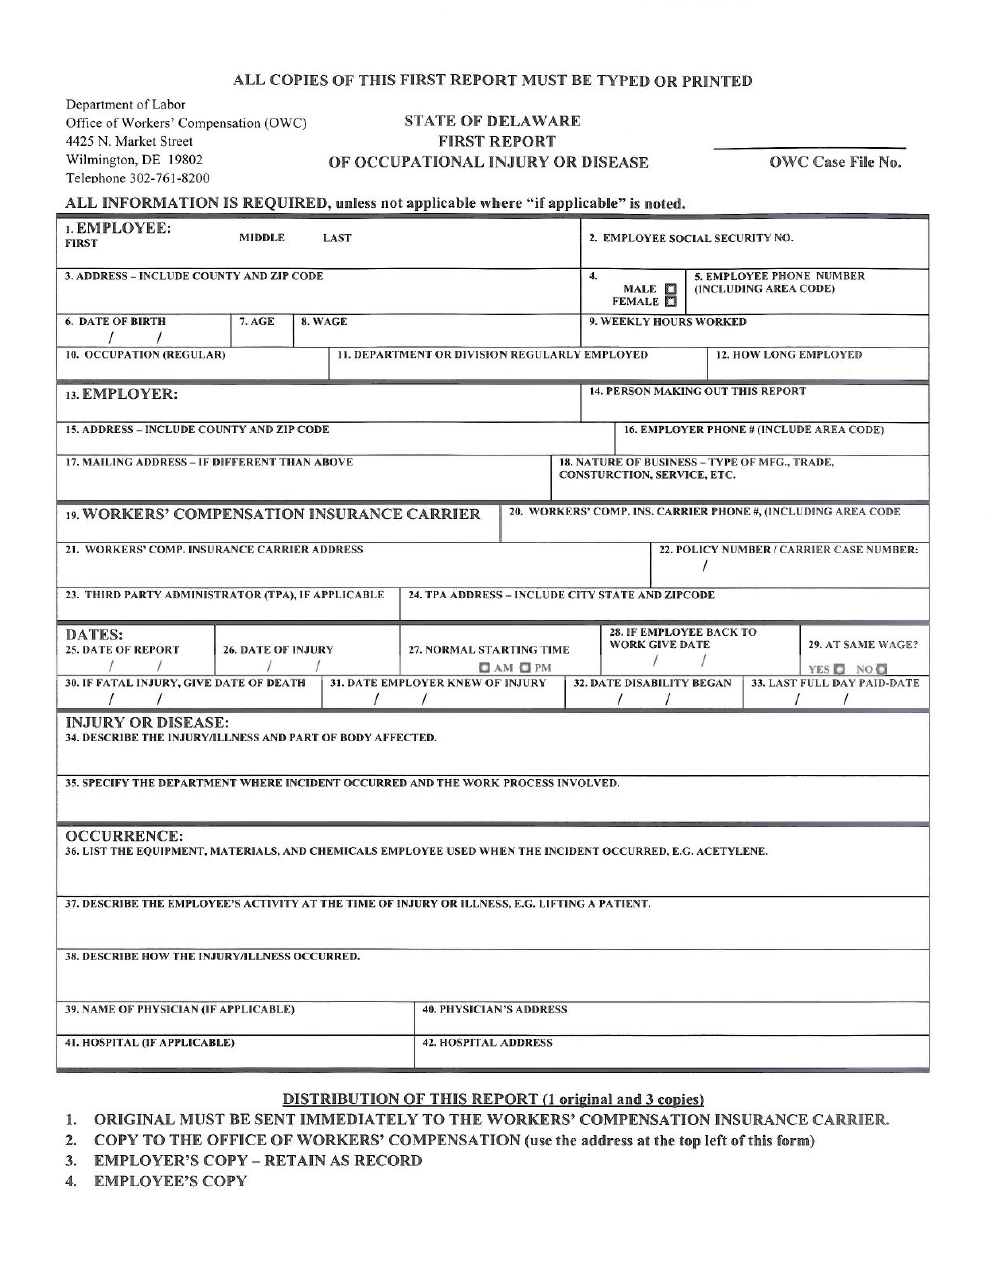 ALL COPIES OF THIS FIRST REPORT MUST BE TYPED OR PRINTED
Department of Labor
Office of Workers' Compensation (OWC)
4425 N. Market Street
Wilmington, DE 19802
Telephone 302-761-8200
STATE OF DELAWARE
FIRST REPORT
OF OCCUPATIONAL INJURY OR DISEASE
OWC Case File No.
ALL INFORMATION IS REQUIRED, unless not applicable where "if applicable" is noted.
1. EMPLOYEE:
FIRST MIDDLE LAST
2. EMPLOYEE SOCIAL SECURITY NO.
3. ADDRESS – INCLUDE COUNTY AND ZIP CODE
4.
MALE
FEMALE
5. EMPLOYEE PHONE NUMBER
(INCLUDING AREA CODE)
6. DATE OF BIRTH
/ /
7. AGE
8. WAGE
9. WEEKLY HOURS WORKED
10. OCCUPATION (REGULAR)
11. DEPARTMENT OR DIVISION REGULARLY EMPLOYED
12. HOW LONG EMPLOYED
13. EMPLOYER:
14. PERSON MAKING OUT THIS REPORT
15. ADDRESS – INCLUDE COUNTY AND ZIP CODE
16. EMPLOYER PHONE # (INCLUDE AREA CODE)
17. MAILING ADDRESS – IF DIFFERENT THAN ABOVE
18. NATURE OF BUSINESS – TYPE OF MFG., TRADE,
CONSTURCTION, SERVICE, ETC.
19. WORKERS' COMPENSATION INSURANCE CARRIER
20. WORKERS' COMP. INS. CARRIER PHONE #, (INCLUDING AREA CODE
21. WORKERS' COMP. INSURANCE CARRIER ADDRESS
22. POLICY NUMBER / CARRIER CASE NUMBER:
/
23. THIRD PARTY ADMINISTRATOR (TPA), IF APPLICABLE
24. TPA ADDRESS – INCLUDE CITY STATE AND ZIPCODE
DATES:
25. DATE OF REPORT
/ /
26. DATE OF INJURY
/ /
27. NORMAL STARTING TIME
AM PM
28. IF EMPLOYEE BACK TO
WORK GIVE DATE
/ /
29. AT SAME WAGE?
YES NO
30. IF FATAL INJURY, GIVE DATE OF DEATH
/ /
31. DATE EMPLOYER KNEW OF INJURY
/ /
32. DATE DISABILITY BEGAN
/ /
33. LAST FULL DAY PAID-DATE
/ /
INJURY OR DISEASE:
34. DESCRIBE THE INJURY/ILLNESS AND PART OF BODY AFFECTED.
35. SPECIFY THE DEPARTMENT WHERE INCIDENT OCCURRED AND THE WORK PROCESS INVOLVED.
OCCURRENCE:
36. LIST THE EQUIPMENT, MATERIALS, AND CHEMICALS EMPLOYEE USED WHEN THE INCIDENT OCCURRED, E.G. ACETYLENE.
37. DESCRIBE THE EMPLOYEE'S ACTIVITY AT THE TIME OF INJURY OR ILLNESS, E.G. LIFTING A PATIENT.
38. DESCRIBE HOW THE INJURY/ILLNESS OCCURRED.
39. NAME OF PHYSICIAN (IF APPLICABLE)
40. PHYSICIAN'S ADDRESS
41. HOSPITAL (IF APPLICABLE)
42. HOSPITAL ADDRESS
DISTRIBUTION OF THIS REPORT (1 original and 3 copies)
1. ORIGINAL MUST BE SENT IMMEDIATELY TO THE WORKERS' COMPENSATION INSURANCE CARRIER.
2. COPY TO THE OFFICE OF WORKERS' COMPENSATION (use the address at the top left of this form)
3. EMPLOYER'S COPY – RETAIN AS RECORD
4. EMPLOYEE'S COPY